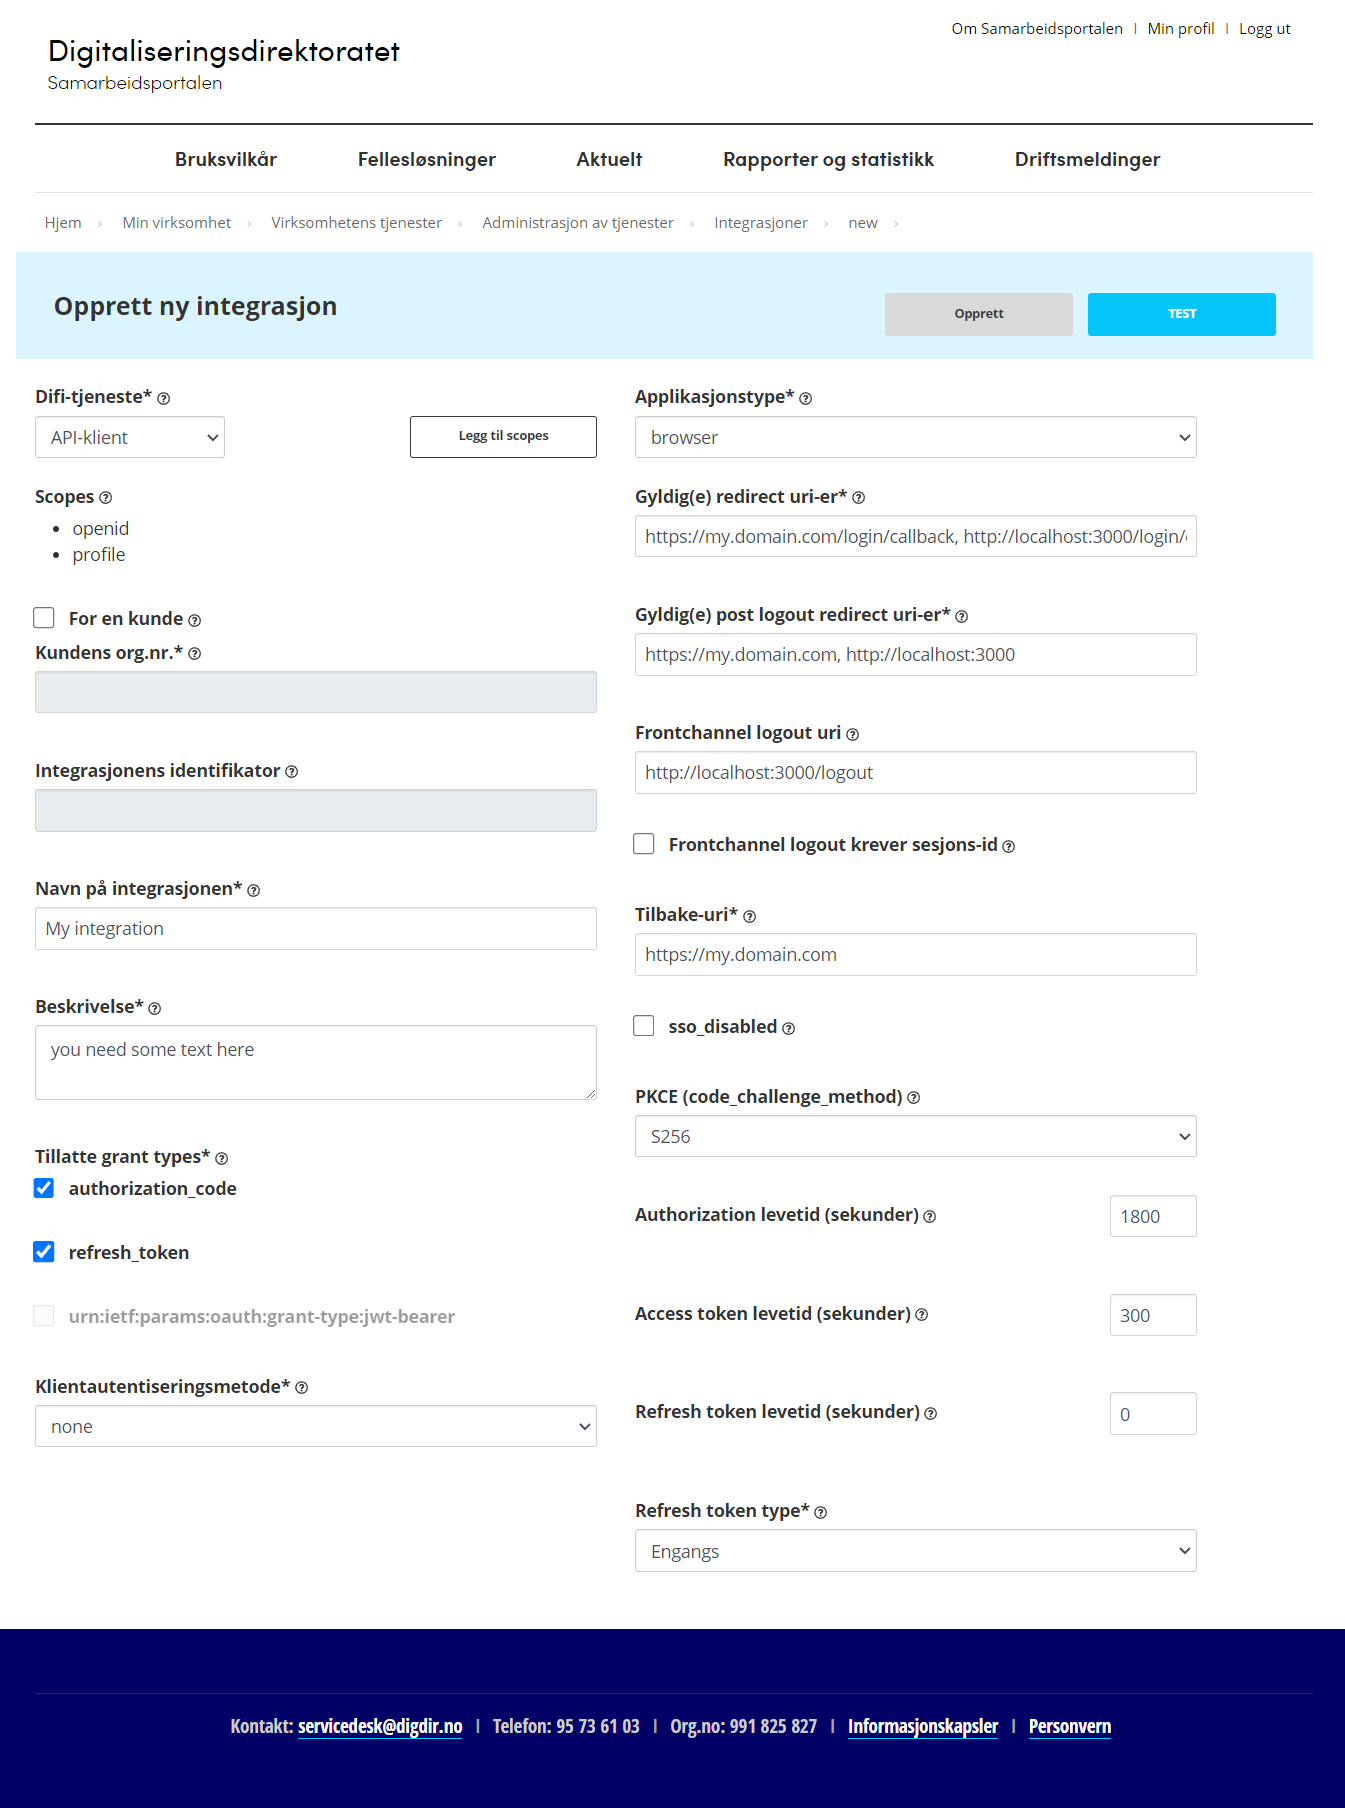 Om Samarbeidsportalen | Min profil | Logg ut
Digitaliseringsdirektoratet
Samarbeidsportalen
Bruksvilkår Fellesløsninger Aktuelt Rapporter og statistikk Driftsmeldinger
Hjem › Min virksomhet › Virksomhetens tjenester › Administrasjon av tjenester › Integrasjoner › new ›
Opprett ny integrasjon
Opprett TEST
Difi-tjeneste*
API-klient
Legg til scopes
Scopes
• openid
• profile
For en kunde
Kundens org.nr.*
Integrasjonens identifikator
Navn på integrasjonen*
My integration
Beskrivelse*
you need some text here
Tillatte grant types*
authorization_code
refresh_token
urn:ietf:params:oauth:grant-type:jwt-bearer
Klientautentiseringsmetode*
none
Applikasjonstype*
browser
Gyldig(e) redirect uri-er*
https://my.domain.com/login/callback, http://localhost:3000/login/
Gyldig(e) post logout redirect uri-er*
https://my.domain.com, http://localhost:3000
Frontchannel logout uri
http://localhost:3000/logout
Frontchannel logout krever sesjons-id
Tilbake-uri*
https://my.domain.com
sso_disabled
PKCE (code_challenge_method)
S256
Authorization levetid (sekunder)
1800
Access token levetid (sekunder)
300
Refresh token levetid (sekunder)
0
Refresh token type*
Engangs
Kontakt: servicedesk@digdir.no | Telefon: 95 73 61 03 | Org.no: 991 825 827 | Informasjonskapsler | Personvern